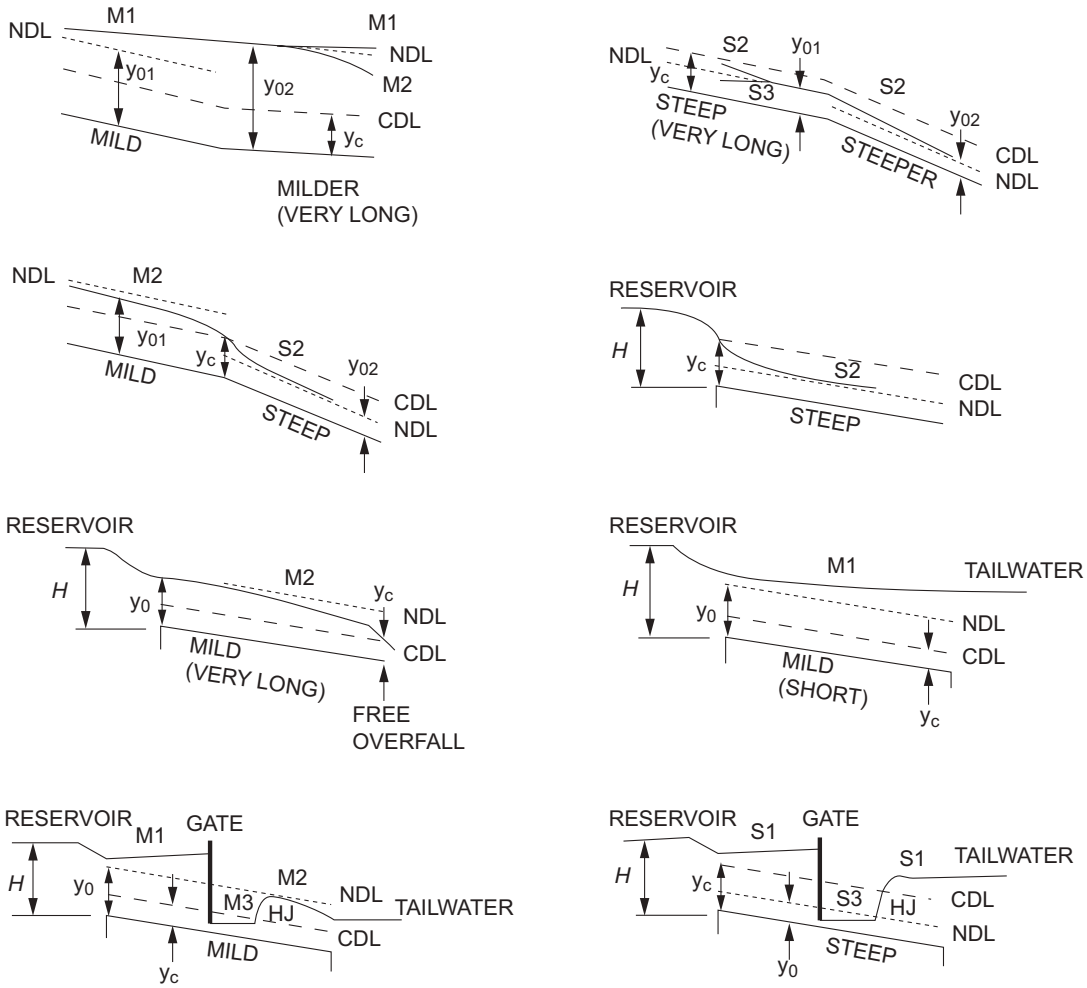 M1
M1
NDL
NDL
y01
y02
M2
CDL
yc
MILD
MILDER
(VERY LONG)
S2
y01
NDL
yc
S2
S3
STEEP
(VERY LONG)
y02
STEEPER
CDL
NDL
NDL
M2
y01
yc
S2
y02
MILD
CDL
STEEP
NDL
RESERVOIR
H
yc
S2
CDL
NDL
STEEP
RESERVOIR
H
M2
yc
y0
NDL
MILD
(VERY LONG)
CDL
FREE
OVERFALL
RESERVOIR
M1
TAILWATER
H
y0
NDL
CDL
MILD
(SHORT)
yc
RESERVOIR
M1
GATE
H
y0
M2
NDL
M3
HJ
TAILWATER
CDL
MILD
yc
RESERVOIR
S1
GATE
S1
TAILWATER
H
yc
S3
HJ
CDL
NDL
STEEP
y0